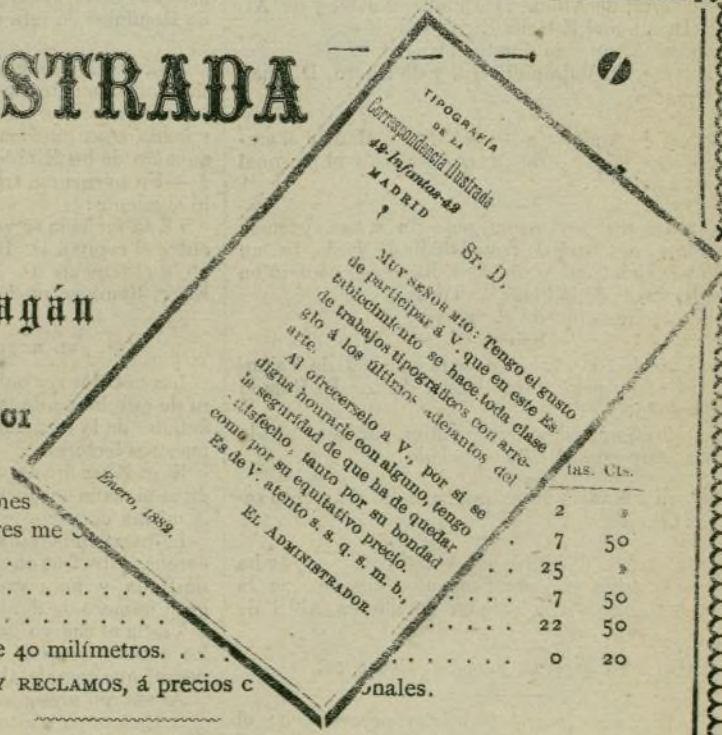 STRADA
TIPOGRAFÍA
DE LA
Correspondencia Ilustrada
42-Infantas-42
MADRID
Sr. D.
MUY SEÑOR MIO: Tengo el gusto
de participar á V. que en este Es-
tablecimiento se hace toda clase
de trabajos tipográficos con arre-
glo á los últimos adelantos del
arte.
Al ofrecerselo a V., por si se
digna honrarle con alguno, tengo
la seguridad de que ha de quedar
satisfecho, tanto por su bondad
como por su equitativo precio.
Es de V. atento s. s. q. s. m. b.,
EL ADMINISTRADOR.
Enero, 1882.
agán
or
tas. Cts.
nes . 2 »
res me . 7 50
. . . . 25 »
. . . . 7 50
. . . . . 22 50
e 40 milímetros. . . . . . . . . 0 20
Y RECLAMOS, á precios c onales.